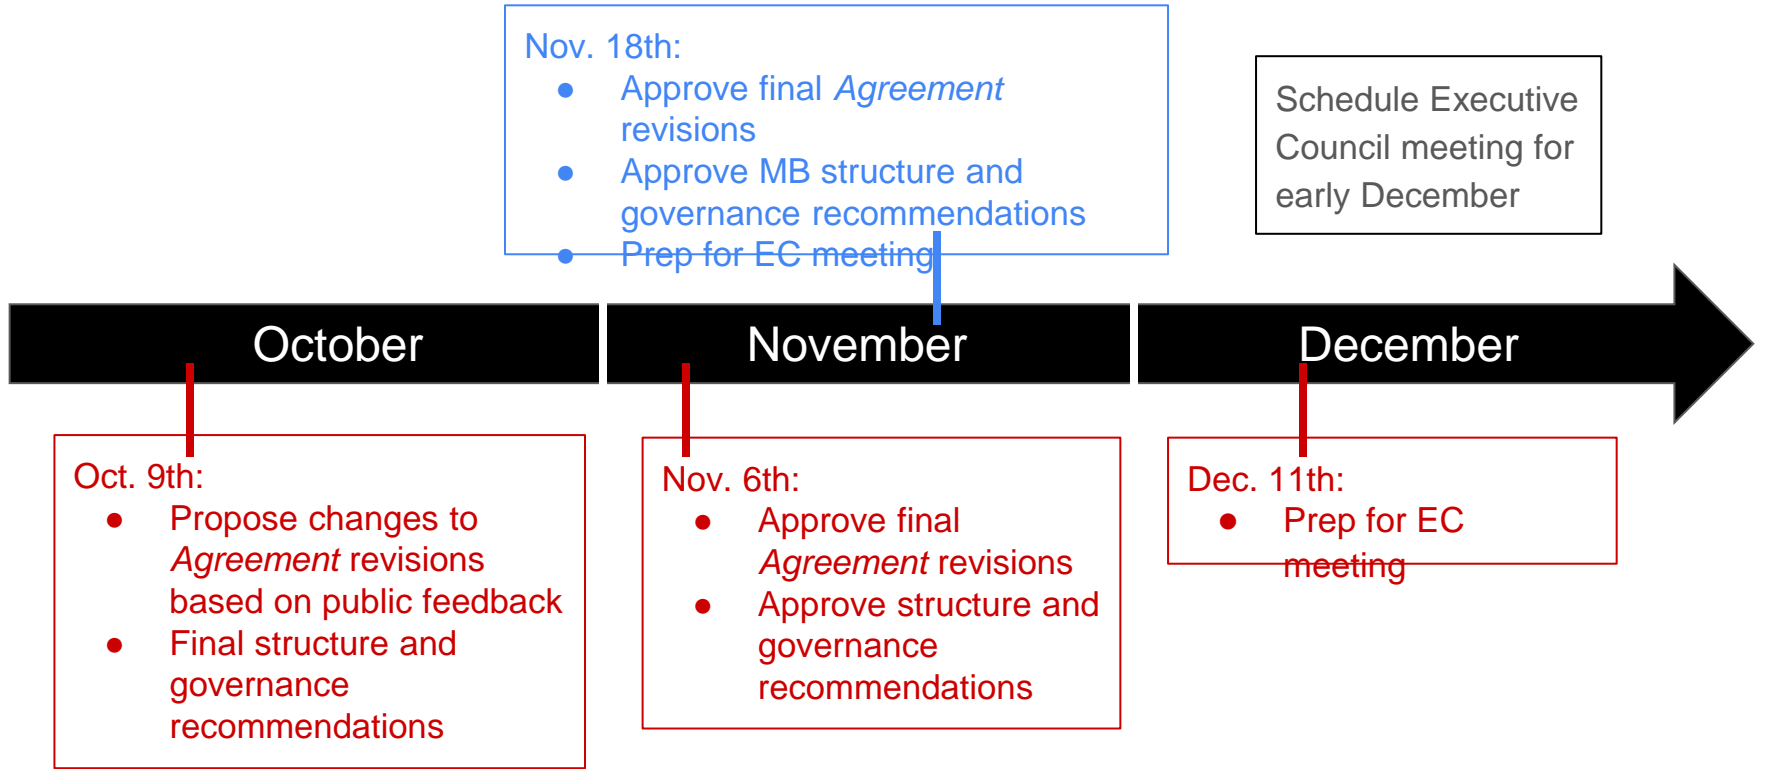 Nov. 18th:
● Approve final Agreement
revisions
● Approve MB structure and
governance recommendations
● Prep for EC meeting
Schedule Executive
Council meeting for
early December
October
November
December
Oct. 9th:
● Propose changes to
Agreement revisions
based on public feedback
● Final structure and
governance
recommendations
Nov. 6th:
● Approve final
Agreement revisions
● Approve structure and
governance
recommendations
Dec. 11th:
● Prep for EC
meeting